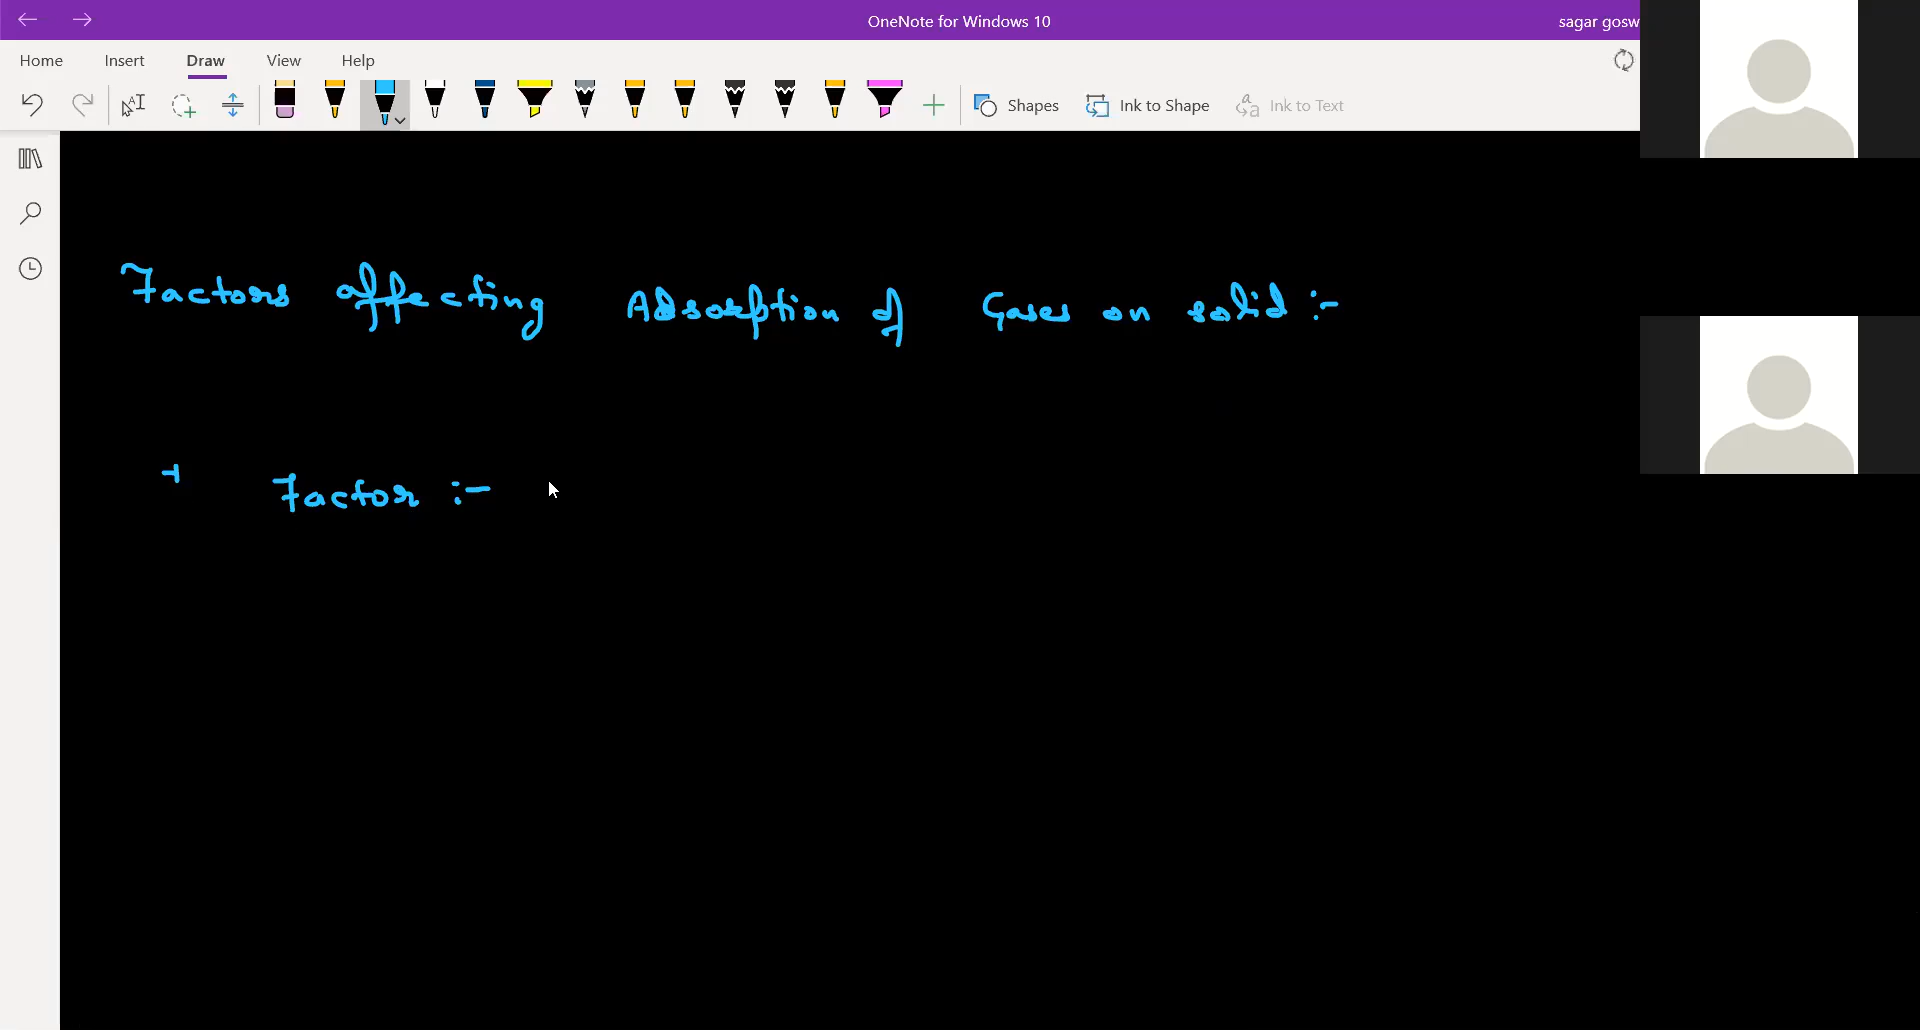 OneNote for Windows 10
sagar gosw
Home Insert Draw View Help
Shapes Ink to Shape Ink to Text
Factors affecting Adsorption of Gases on solid :-
Factor :-